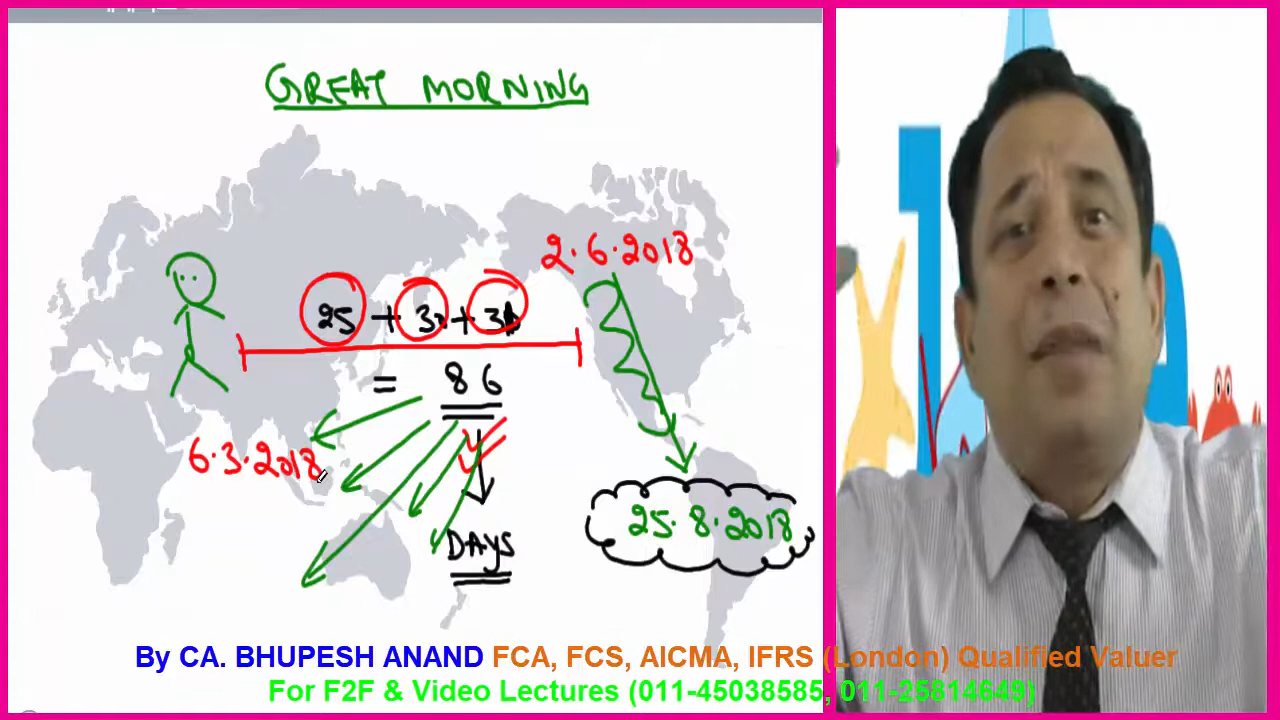 GREAT MORNING
2.6.2018
25 + 30 + 31
= 86
6.3.2018
DAYS
25.8.2018
By CA. BHUPESH ANAND FCA, FCS, AICMA, IFRS (London) Qualified Valuer
For F2F & Video Lectures (011-45038585, 011-25814649)